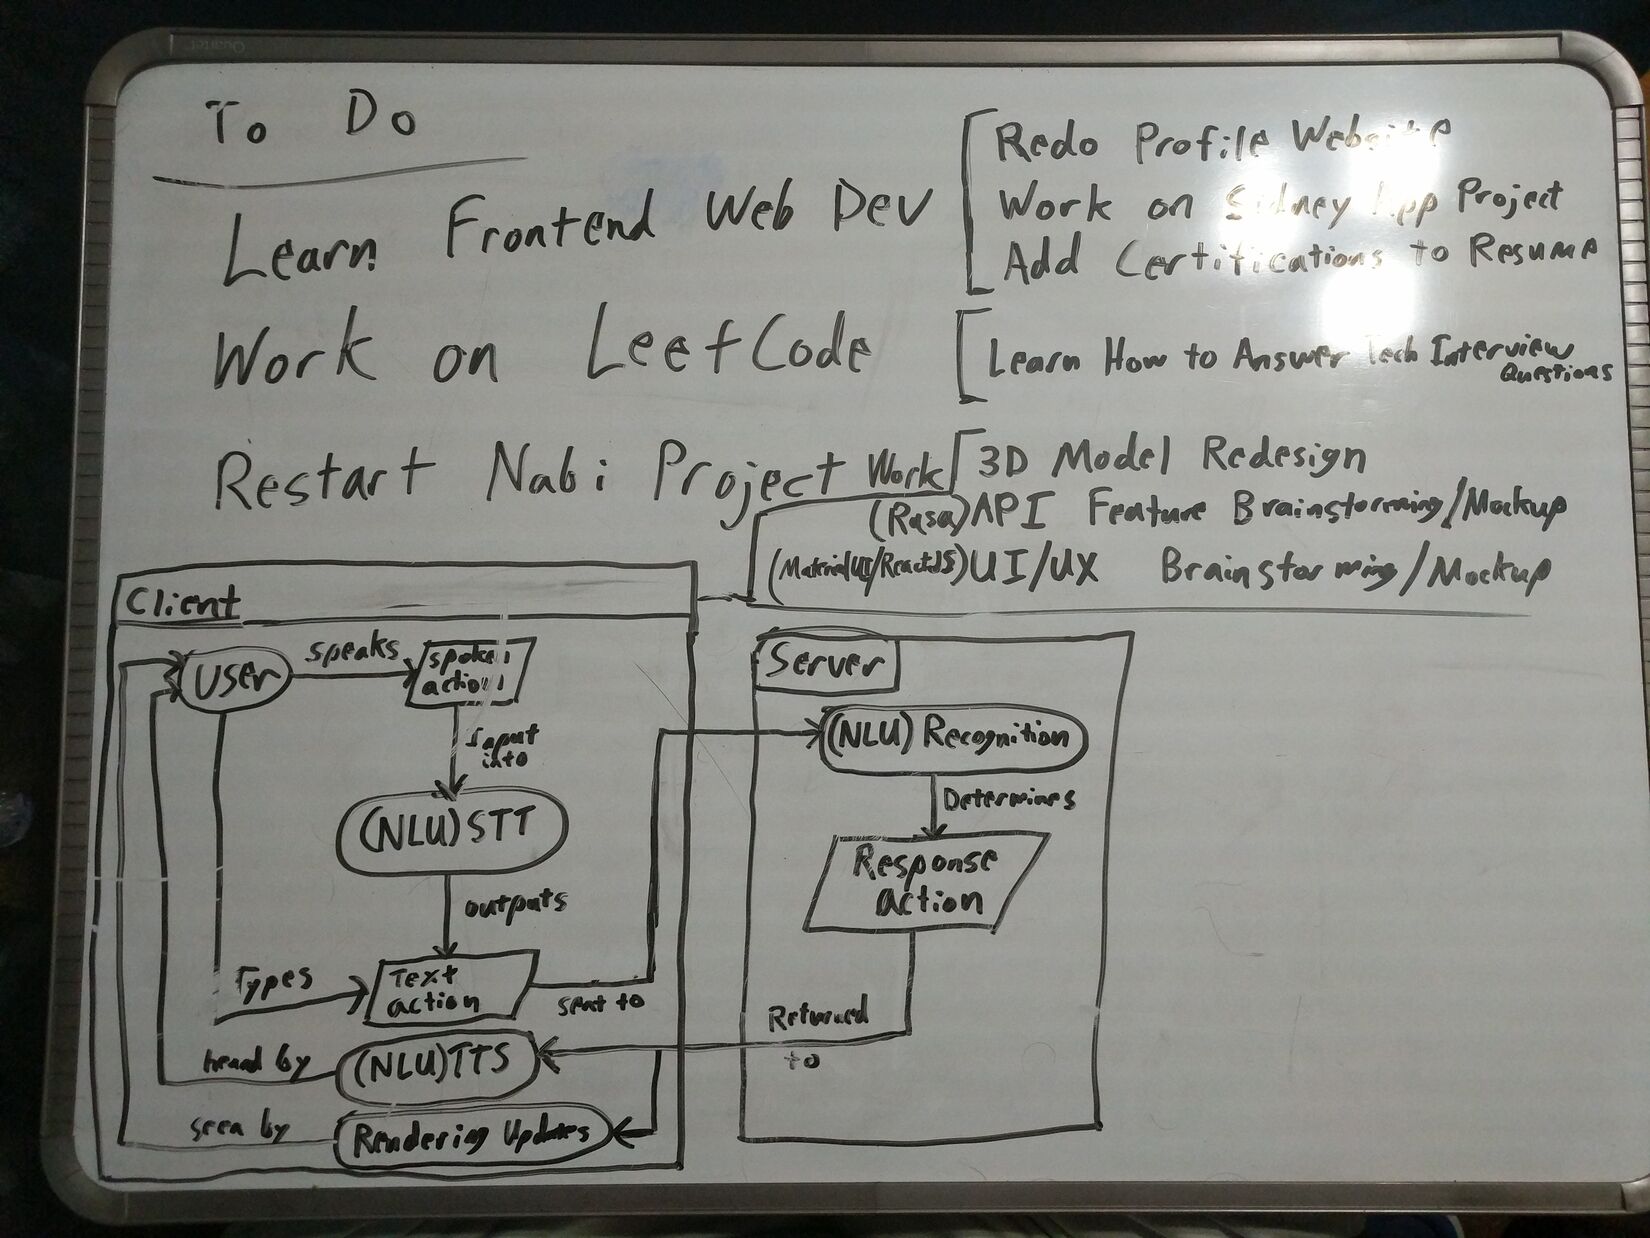 To Do
Learn Frontend Web Dev
Redo Profile Website
Work on Sidney App Project
Add Certifications to Resume
Work on LeetCode
Learn How to Answer Tech Interview
Questions
Restart Nabi Project Work
3D Model Redesign
(Rasa) API Feature Brainstorming/Mockup
(MaterialUI/ReactJS) UI/UX Brainstorming/Mockup
Client
User
speaks
spoken
action
Input
into
(NLU) STT
outputs
Types
Text
action
sent to
heard by
(NLU) TTS
seen by
Rendering Updates
Server
(NLU) Recognition
Determines
Response
action
Returned
to